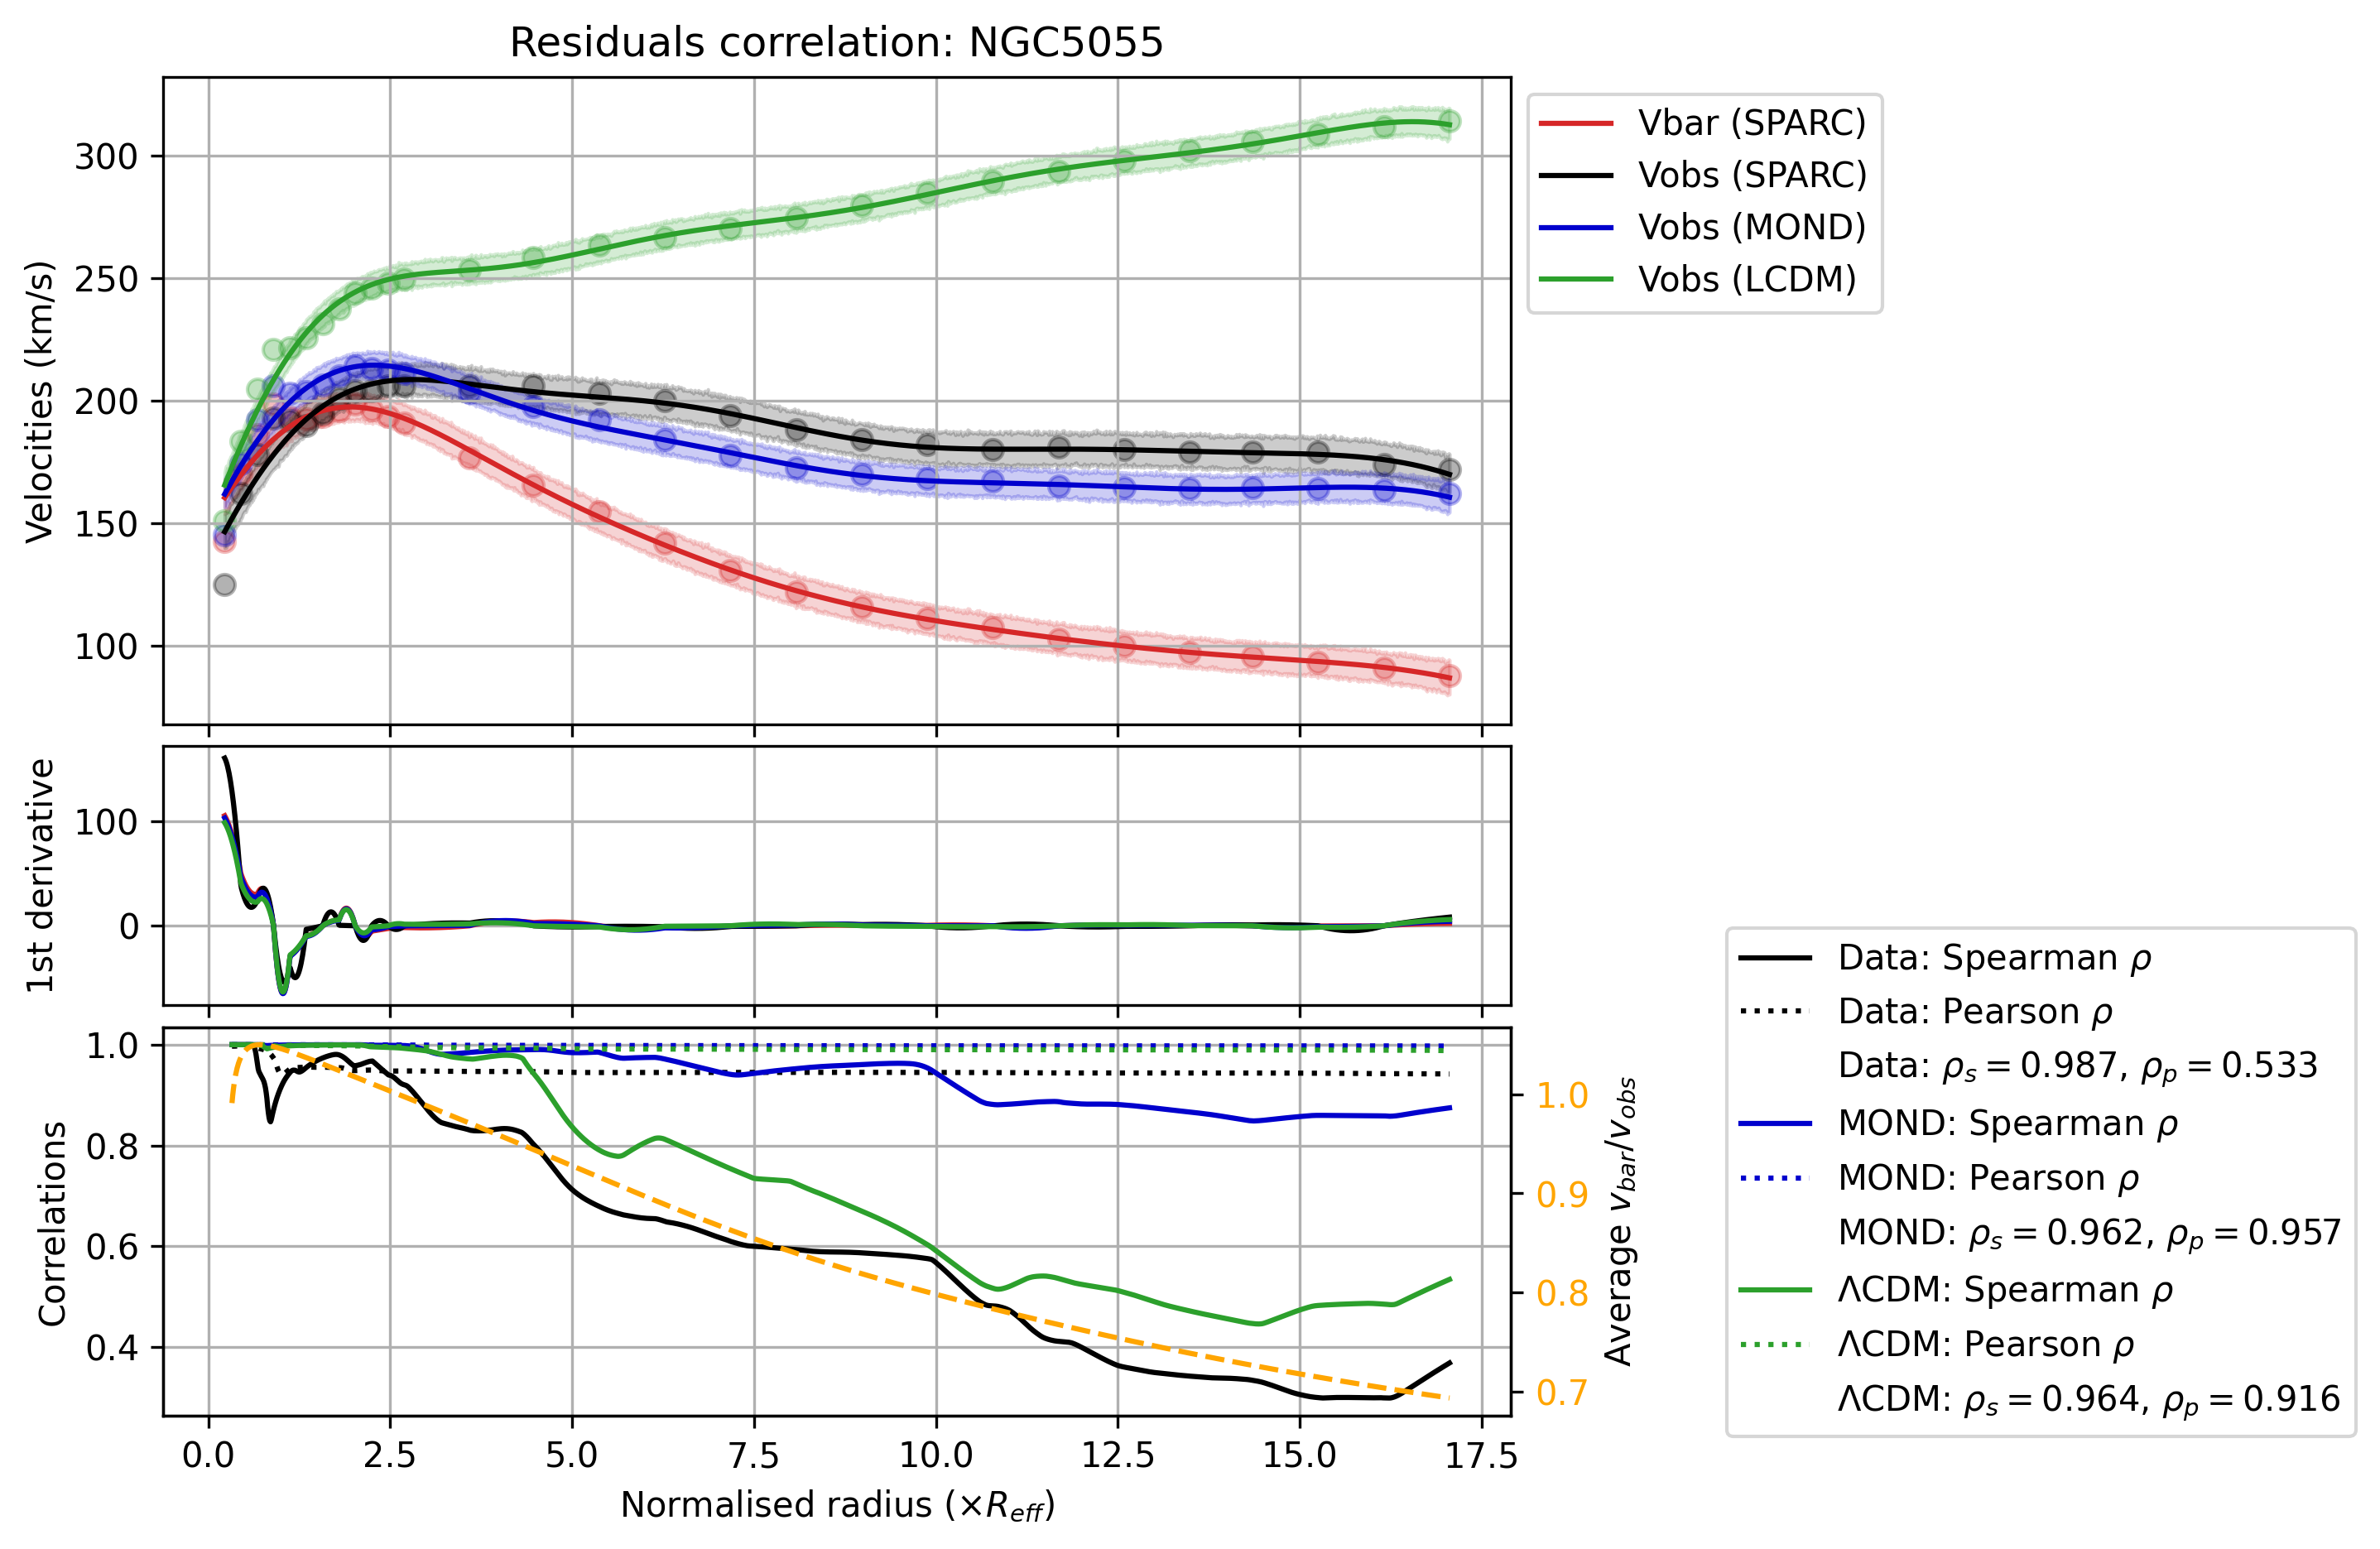 Residuals correlation: NGC5055
300
250
200
150
100
Velocities (km/s)
Vbar (SPARC)
Vobs (SPARC)
Vobs (MOND)
Vobs (LCDM)
100
0
1st derivative
1.0
0.8
0.6
0.4
Correlations
1.0
0.9
0.8
0.7
Average v_bar/v_obs
0.0 2.5 5.0 7.5 10.0 12.5 15.0 17.5
Normalised radius (×R_eff)
Data: Spearman ρ
Data: Pearson ρ
Data: ρ_s = 0.987, ρ_p = 0.533
MOND: Spearman ρ
MOND: Pearson ρ
MOND: ρ_s = 0.962, ρ_p = 0.957
ΛCDM: Spearman ρ
ΛCDM: Pearson ρ
ΛCDM: ρ_s = 0.964, ρ_p = 0.916